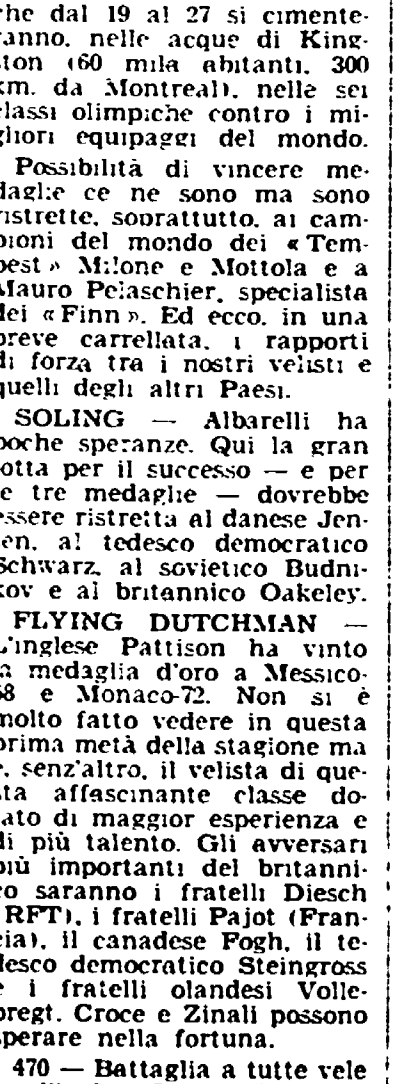 che dal 19 al 27 si cimente-
ranno, nelle acque di King-
ston (60 mila abitanti, 300
km. da Montreal), nelle sei
classi olimpiche contro i mi-
gliori equipaggi del mondo.
Possibilità di vincere me-
daglie ce ne sono ma sono
ristrette, soprattutto, ai cam-
pioni del mondo dei «Tem-
pest» Milone e Mottola e a
Mauro Pelaschier, specialista
dei «Finn». Ed ecco, in una
breve carrellata, i rapporti
di forza tra i nostri velisti e
quelli degli altri Paesi.
SOLING — Albarelli ha
poche speranze. Qui la gran
lotta per il successo — e per
le tre medaglie — dovrebbe
essere ristretta al danese Jen-
sen, al tedesco democratico
Schwarz, al sovietico Budni-
kov e al britannico Oakeley.
FLYING DUTCHMAN —
L'inglese Pattison ha vinto
la medaglia d'oro a Messico-
68 e Monaco-72. Non si è
molto fatto vedere in questa
prima metà della stagione ma
è, senz'altro, il velista di que-
sta affascinante classe do-
tato di maggior esperienza e
di più talento. Gli avversari
più importanti del britanni-
co saranno i fratelli Diesch
(RFT), i fratelli Pajot (Fran-
cia), il canadese Fogh, il te-
desco democratico Steingross
e i fratelli olandesi Volle-
bregt. Croce e Zinali possono
sperare nella fortuna.
470 — Battaglia a tutte vele